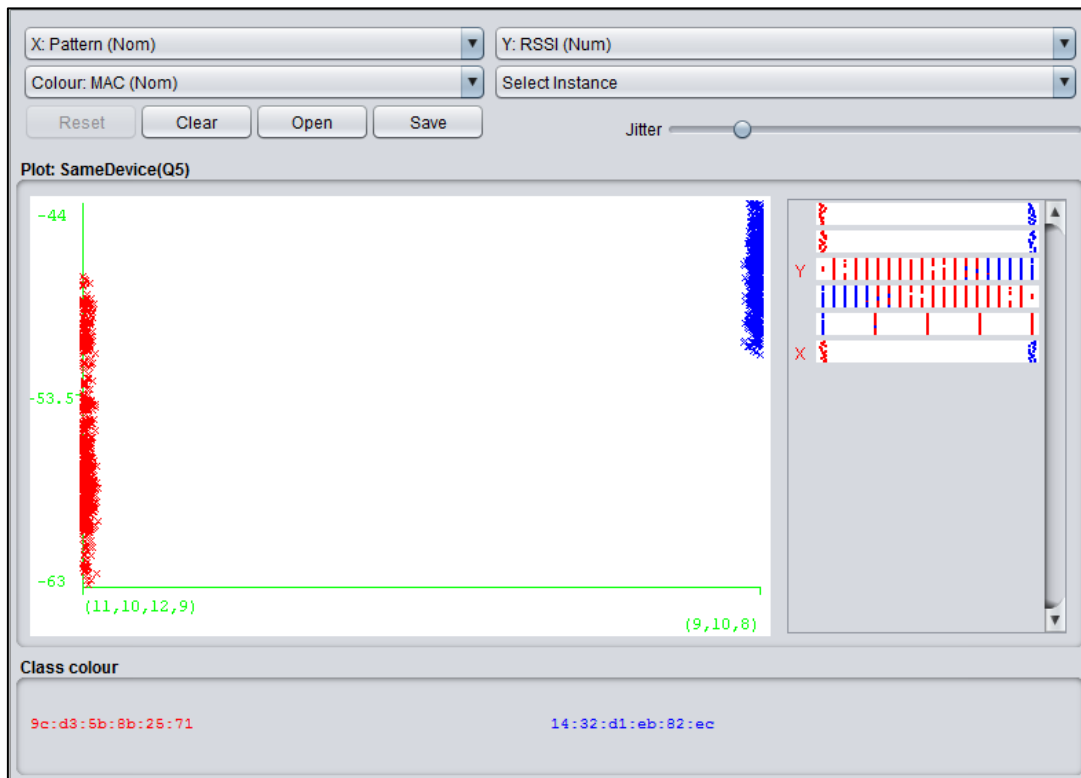 X: Pattern (Nom)
Y: RSSI (Num)
Colour: MAC (Nom)
Select Instance
Reset
Clear
Open
Save
Jitter
Plot: SameDevice(Q5)
-44
-53.5
-63
(11,10,12,9)
(9,10,8)
Y
X
Class colour
9c:d3:5b:8b:25:71
14:32:d1:eb:82:ec